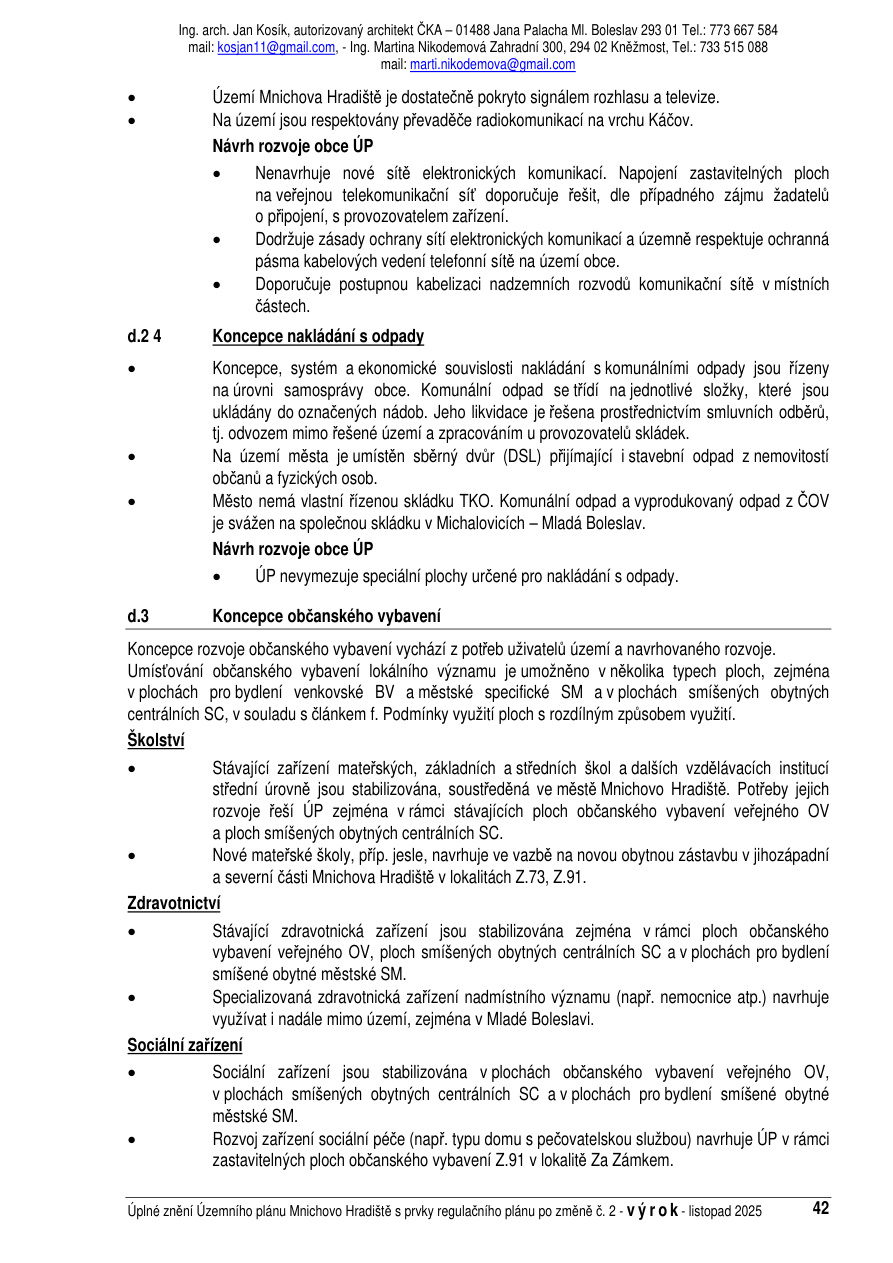 Ing. arch. Jan Kosík, autorizovaný architekt ČKA – 01488 Jana Palacha Ml. Boleslav 293 01 Tel.: 773 667 584
mail: kosjan11@gmail.com, - Ing. Martina Nikodemová Zahradní 300, 294 02 Kněžmost, Tel.: 733 515 088
mail: marti.nikodemova@gmail.com
• Území Mnichova Hradiště je dostatečně pokryto signálem rozhlasu a televize.
• Na území jsou respektovány převaděče radiokomunikací na vrchu Káčov.
Návrh rozvoje obce ÚP
• Nenavrhuje nové sítě elektronických komunikací. Napojení zastavitelných ploch
na veřejnou telekomunikační síť doporučuje řešit, dle případného zájmu žadatelů
o připojení, s provozovatelem zařízení.
• Dodržuje zásady ochrany sítí elektronických komunikací a územně respektuje ochranná
pásma kabelových vedení telefonní sítě na území obce.
• Doporučuje postupnou kabelizaci nadzemních rozvodů komunikační sítě v místních
částech.
d.2 4 Koncepce nakládání s odpady
• Koncepce, systém a ekonomické souvislosti nakládání s komunálními odpady jsou řízeny
na úrovni samosprávy obce. Komunální odpad se třídí na jednotlivé složky, které jsou
ukládány do označených nádob. Jeho likvidace je řešena prostřednictvím smluvních odběrů,
tj. odvozem mimo řešené území a zpracováním u provozovatelů skládek.
• Na území města je umístěn sběrný dvůr (DSL) přijímající i stavební odpad z nemovitostí
občanů a fyzických osob.
• Město nemá vlastní řízenou skládku TKO. Komunální odpad a vyprodukovaný odpad z ČOV
je svážen na společnou skládku v Michalovicích – Mladá Boleslav.
Návrh rozvoje obce ÚP
• ÚP nevymezuje speciální plochy určené pro nakládání s odpady.
d.3 Koncepce občanského vybavení
Koncepce rozvoje občanského vybavení vychází z potřeb uživatelů území a navrhovaného rozvoje.
Umísťování občanského vybavení lokálního významu je umožněno v několika typech ploch, zejména
v plochách pro bydlení venkovské BV a městské specifické SM a v plochách smíšených obytných
centrálních SC, v souladu s článkem f. Podmínky využití ploch s rozdílným způsobem využití.
Školství
• Stávající zařízení mateřských, základních a středních škol a dalších vzdělávacích institucí
střední úrovně jsou stabilizována, soustředěná ve městě Mnichovo Hradiště. Potřeby jejich
rozvoje řeší ÚP zejména v rámci stávajících ploch občanského vybavení veřejného OV
a ploch smíšených obytných centrálních SC.
• Nové mateřské školy, příp. jesle, navrhuje ve vazbě na novou obytnou zástavbu v jihozápadní
a severní části Mnichova Hradiště v lokalitách Z.73, Z.91.
Zdravotnictví
• Stávající zdravotnická zařízení jsou stabilizována zejména v rámci ploch občanského
vybavení veřejného OV, ploch smíšených obytných centrálních SC a v plochách pro bydlení
smíšené obytné městské SM.
• Specializovaná zdravotnická zařízení nadmístního významu (např. nemocnice atp.) navrhuje
využívat i nadále mimo území, zejména v Mladé Boleslavi.
Sociální zařízení
• Sociální zařízení jsou stabilizována v plochách občanského vybavení veřejného OV,
v plochách smíšených obytných centrálních SC a v plochách pro bydlení smíšené obytné
městské SM.
• Rozvoj zařízení sociální péče (např. typu domu s pečovatelskou službou) navrhuje ÚP v rámci
zastavitelných ploch občanského vybavení Z.91 v lokalitě Za Zámkem.
Úplné znění Územního plánu Mnichovo Hradiště s prvky regulačního plánu po změně č. 2 - v ý r o k - listopad 2025 42